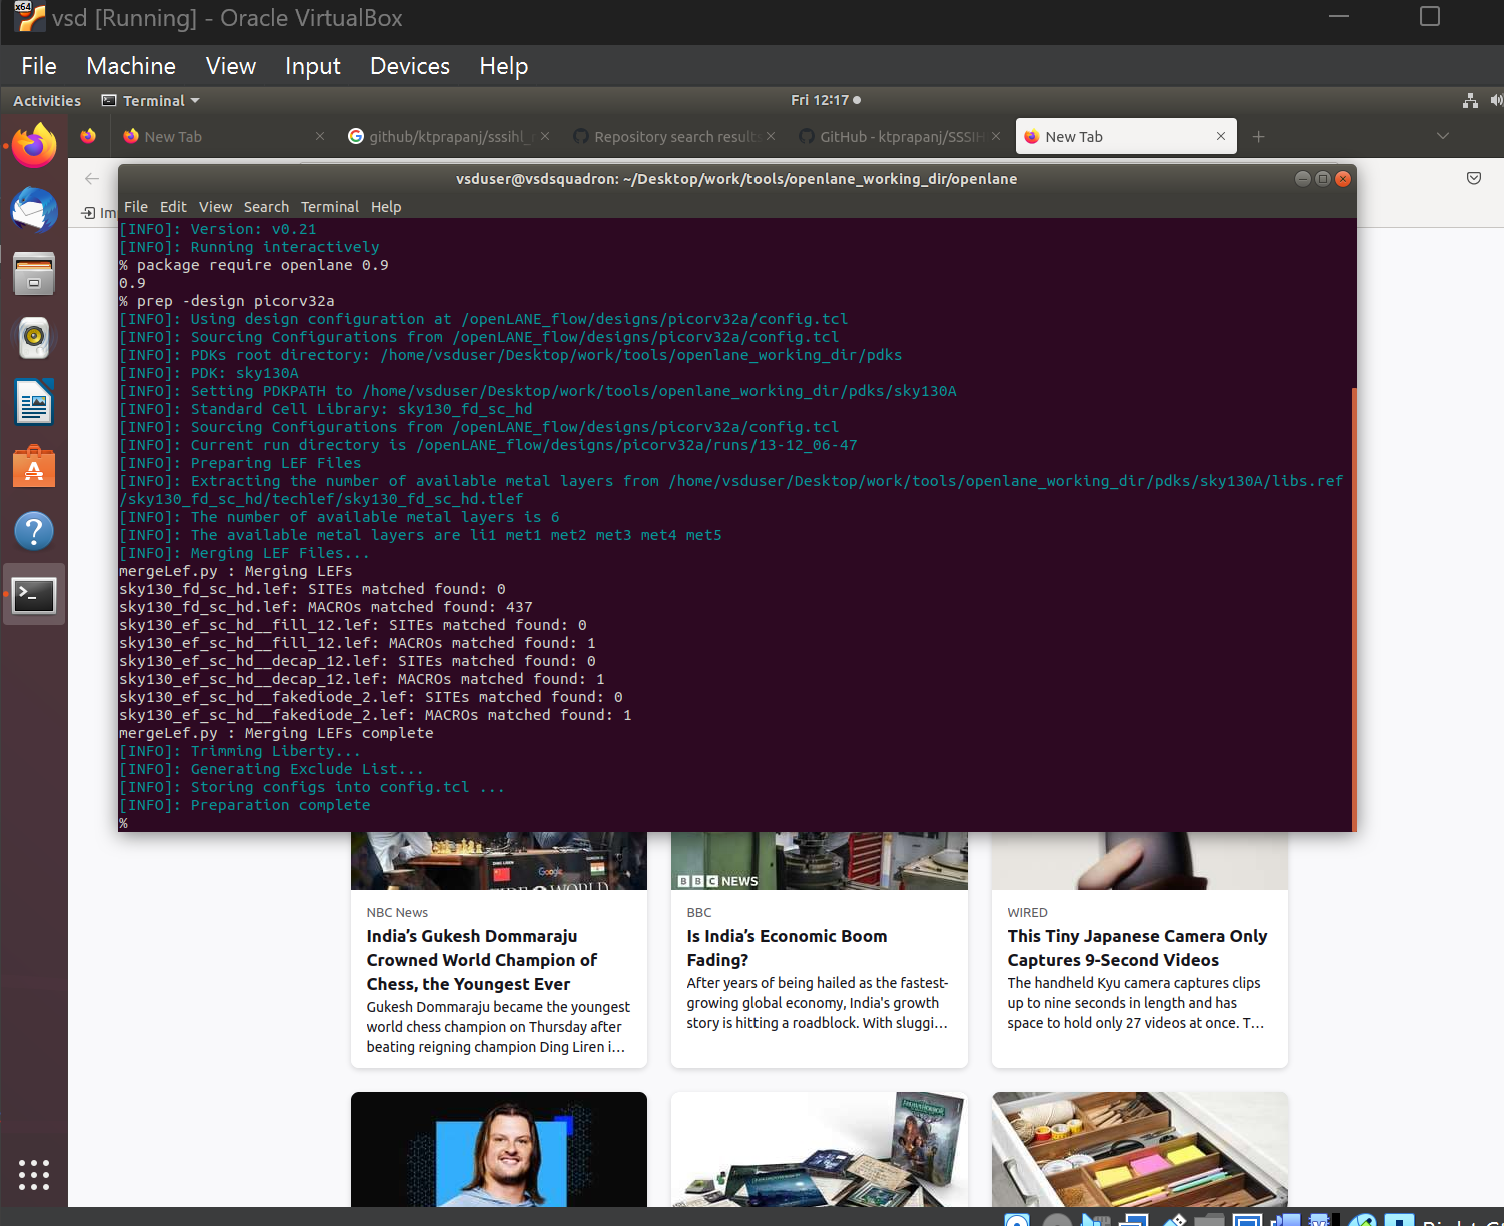 x64
vsd [Running] - Oracle VirtualBox
File Machine View Input Devices Help
Activities Terminal Fri 12:17
New Tab
github/ktprapanj/sssihl_
Repository search results
GitHub - ktprapanj/SSSIH
New Tab
Im
vsduser@vsdsquadron: ~/Desktop/work/tools/openlane_working_dir/openlane
File Edit View Search Terminal Help
[INFO]: Version: v0.21
[INFO]: Running interactively
% package require openlane 0.9
0.9
% prep -design picorv32a
[INFO]: Using design configuration at /openLANE_flow/designs/picorv32a/config.tcl
[INFO]: Sourcing Configurations from /openLANE_flow/designs/picorv32a/config.tcl
[INFO]: PDKs root directory: /home/vsduser/Desktop/work/tools/openlane_working_dir/pdks
[INFO]: PDK: sky130A
[INFO]: Setting PDKPATH to /home/vsduser/Desktop/work/tools/openlane_working_dir/pdks/sky130A
[INFO]: Standard Cell Library: sky130_fd_sc_hd
[INFO]: Sourcing Configurations from /openLANE_flow/designs/picorv32a/config.tcl
[INFO]: Current run directory is /openLANE_flow/designs/picorv32a/runs/13-12_06-47
[INFO]: Preparing LEF Files
[INFO]: Extracting the number of available metal layers from /home/vsduser/Desktop/work/tools/openlane_working_dir/pdks/sky130A/libs.ref
/sky130_fd_sc_hd/techlef/sky130_fd_sc_hd.tlef
[INFO]: The number of available metal layers is 6
[INFO]: The available metal layers are li1 met1 met2 met3 met4 met5
[INFO]: Merging LEF Files...
mergeLef.py : Merging LEFs
sky130_fd_sc_hd.lef: SITEs matched found: 0
sky130_fd_sc_hd.lef: MACROs matched found: 437
sky130_ef_sc_hd__fill_12.lef: SITEs matched found: 0
sky130_ef_sc_hd__fill_12.lef: MACROs matched found: 1
sky130_ef_sc_hd__decap_12.lef: SITEs matched found: 0
sky130_ef_sc_hd__decap_12.lef: MACROs matched found: 1
sky130_ef_sc_hd__fakediode_2.lef: SITEs matched found: 0
sky130_ef_sc_hd__fakediode_2.lef: MACROs matched found: 1
mergeLef.py : Merging LEFs complete
[INFO]: Trimming Liberty...
[INFO]: Generating Exclude List...
[INFO]: Storing configs into config.tcl ...
[INFO]: Preparation complete
%
DING LIREN
Google
WORLD
BBC NEWS
NBC News
India’s Gukesh Dommaraju
Crowned World Champion of
Chess, the Youngest Ever
Gukesh Dommaraju became the youngest
world chess champion on Thursday after
beating reigning champion Ding Liren i…
BBC
Is India’s Economic Boom
Fading?
After years of being hailed as the fastest-
growing global economy, India's growth
story is hitting a roadblock. With sluggi…
WIRED
This Tiny Japanese Camera Only
Captures 9-Second Videos
The handheld Kyu camera captures clips
up to nine seconds in length and has
space to hold only 27 videos at once. T…